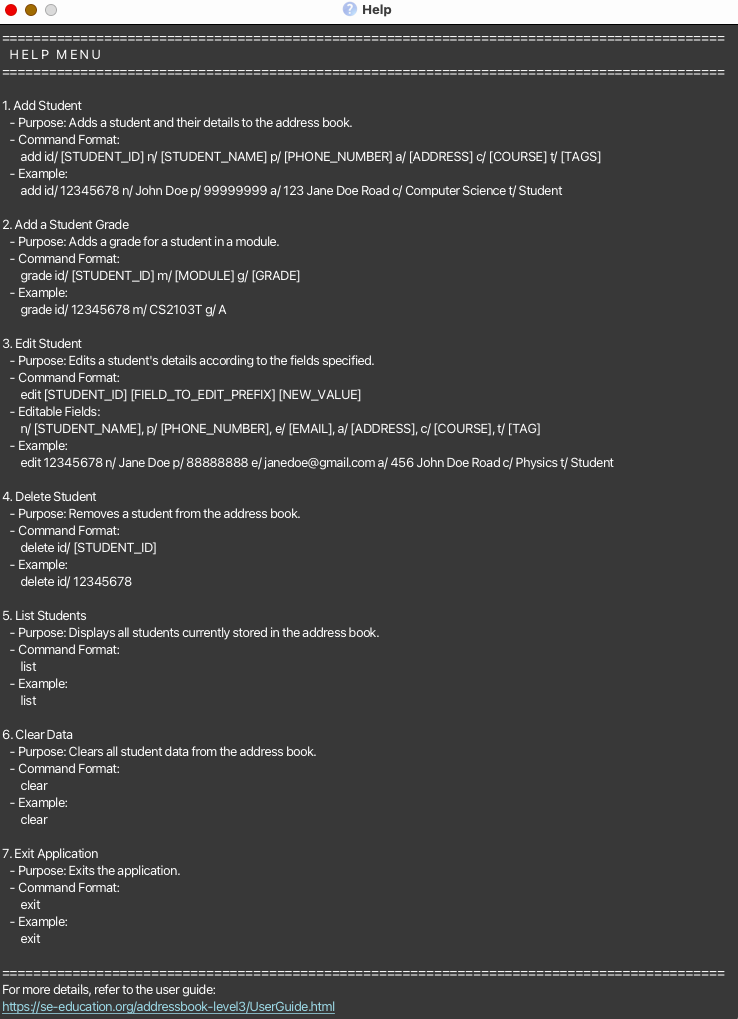 Help
==========================================================================================
H E L P  M E N U
==========================================================================================
1. Add Student
- Purpose: Adds a student and their details to the address book.
- Command Format:
add id/ [STUDENT_ID] n/ [STUDENT_NAME] p/ [PHONE_NUMBER] a/ [ADDRESS] c/ [COURSE] t/ [TAGS]
- Example:
add id/ 12345678 n/ John Doe p/ 99999999 a/ 123 Jane Doe Road c/ Computer Science t/ Student
2. Add a Student Grade
- Purpose: Adds a grade for a student in a module.
- Command Format:
grade id/ [STUDENT_ID] m/ [MODULE] g/ [GRADE]
- Example:
grade id/ 12345678 m/ CS2103T g/ A
3. Edit Student
- Purpose: Edits a student's details according to the fields specified.
- Command Format:
edit [STUDENT_ID] [FIELD_TO_EDIT_PREFIX] [NEW_VALUE]
- Editable Fields:
n/ [STUDENT_NAME], p/ [PHONE_NUMBER], e/ [EMAIL], a/ [ADDRESS], c/ [COURSE], t/ [TAG]
- Example:
edit 12345678 n/ Jane Doe p/ 88888888 e/ janedoe@gmail.com a/ 456 John Doe Road c/ Physics t/ Student
4. Delete Student
- Purpose: Removes a student from the address book.
- Command Format:
delete id/ [STUDENT_ID]
- Example:
delete id/ 12345678
5. List Students
- Purpose: Displays all students currently stored in the address book.
- Command Format:
list
- Example:
list
6. Clear Data
- Purpose: Clears all student data from the address book.
- Command Format:
clear
- Example:
clear
7. Exit Application
- Purpose: Exits the application.
- Command Format:
exit
- Example:
exit
==========================================================================================
For more details, refer to the user guide:
https://se-education.org/addressbook-level3/UserGuide.html